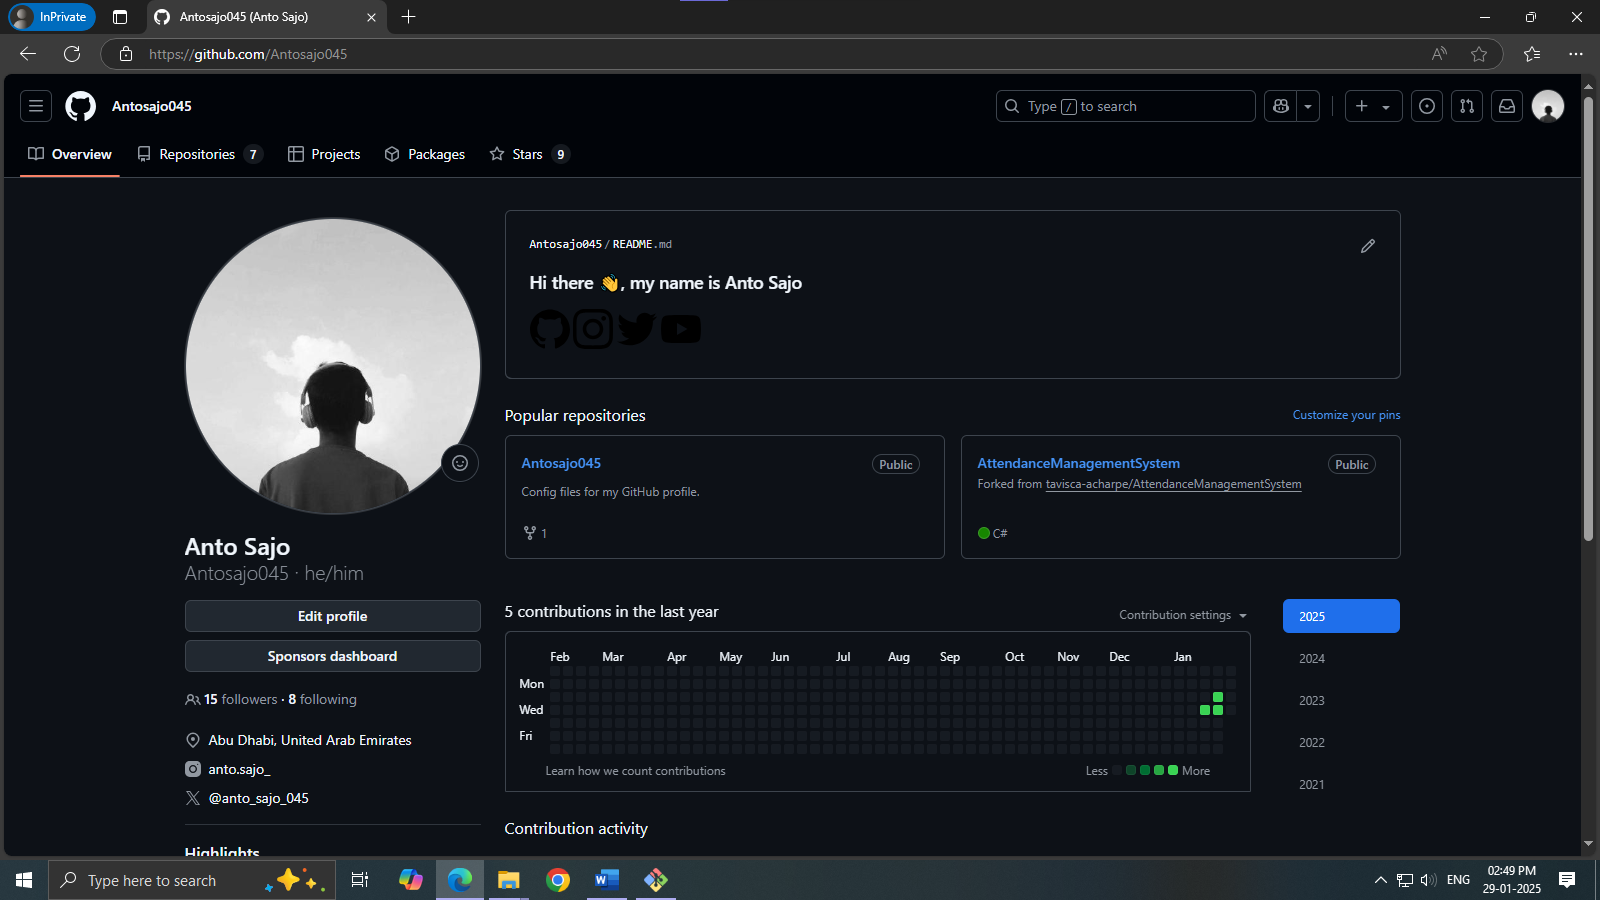 InPrivate
Antosajo045 (Anto Sajo)
https://github.com/Antosajo045
Antosajo045
Type / to search
Overview
Repositories 7
Projects
Packages
Stars 9
Antosajo045/README.md
Hi there 👋, my name is Anto Sajo
Popular repositories
Customize your pins
Antosajo045
Public
Config files for my GitHub profile.
1
AttendanceManagementSystem
Public
Forked from tavisca-acharpe/AttendanceManagementSystem
C#
Anto Sajo
Antosajo045 · he/him
Edit profile
Sponsors dashboard
15 followers · 8 following
Abu Dhabi, United Arab Emirates
anto.sajo_
@anto_sajo_045
Highlights
5 contributions in the last year
Contribution settings
Feb Mar Apr May Jun Jul Aug Sep Oct Nov Dec Jan
Mon
Wed
Fri
Learn how we count contributions
Less More
2025
2024
2023
2022
2021
Contribution activity
Type here to search
ENG
02:49 PM
29-01-2025